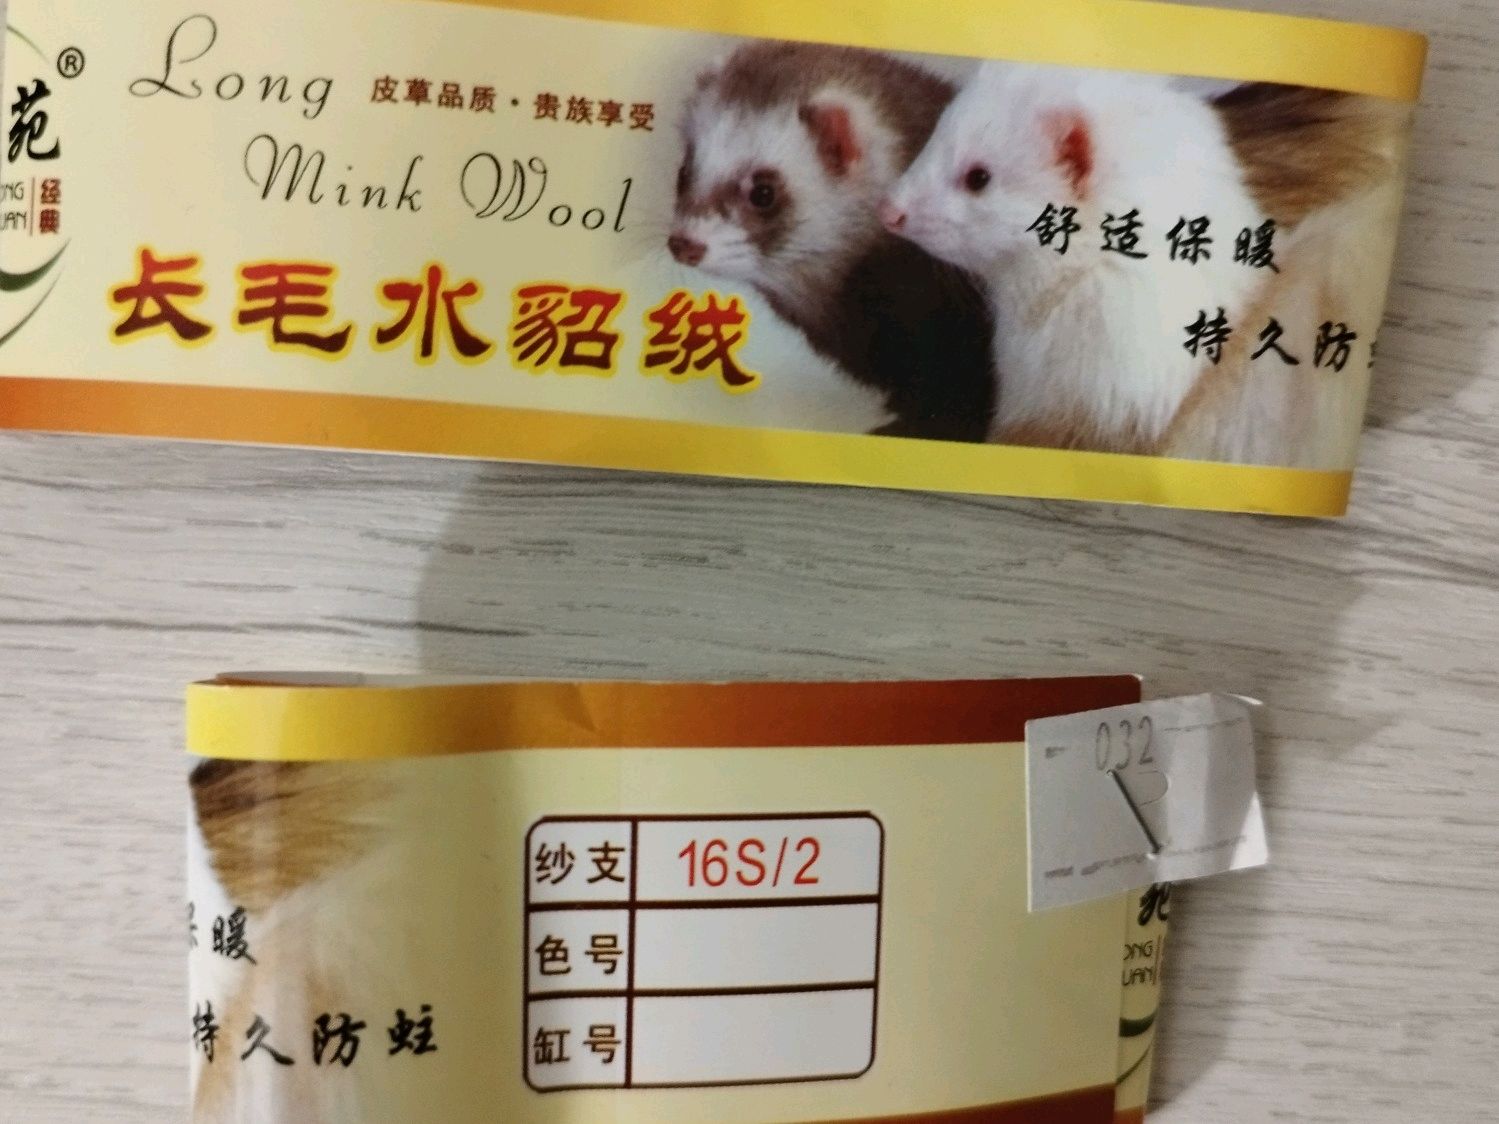 苑®
经典
Long
皮草品质·贵族享受
Mink Wool
长毛水貂绒
舒适保暖
持久防
032
纱支 16S/2
色号
缸号
暖
持久防蛀
苑